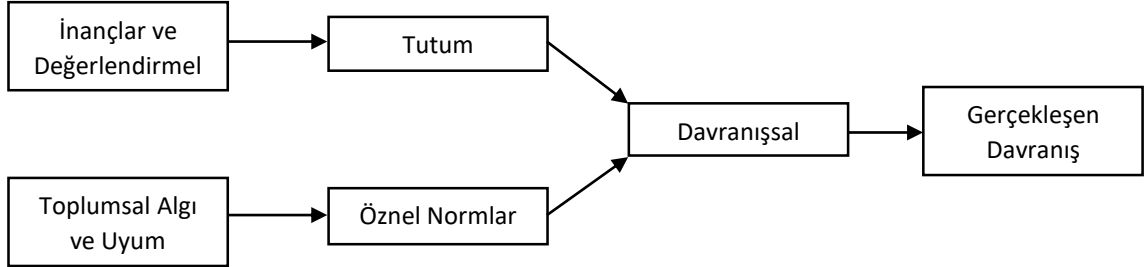 İnançlar ve
Değerlendirmel
Tutum
Davranışsal
Gerçekleşen
Davranış
Toplumsal Algı
ve Uyum
Öznel Normlar